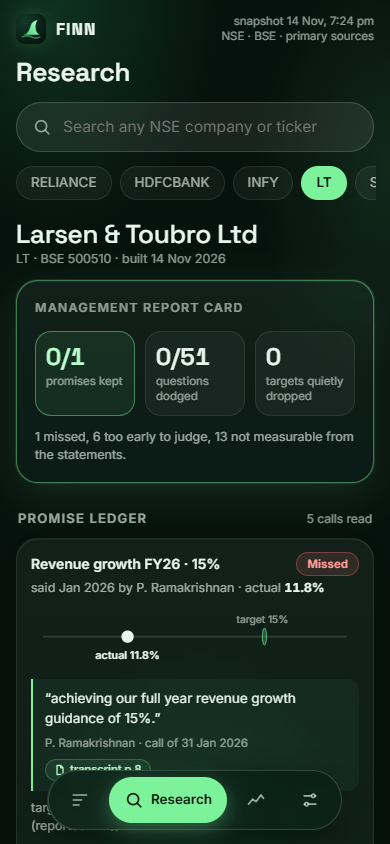 FINN
snapshot 14 Nov, 7:24 pm
NSE · BSE · primary sources
Research
Search any NSE company or ticker
RELIANCE
HDFCBANK
INFY
LT
Larsen & Toubro Ltd
LT · BSE 500510 · built 14 Nov 2026
MANAGEMENT REPORT CARD
0/1
promises kept
0/51
questions
dodged
0
targets quietly
dropped
1 missed, 6 too early to judge, 13 not measurable from
the statements.
PROMISE LEDGER
5 calls read
Revenue growth FY26 · 15%
Missed
said Jan 2026 by P. Ramakrishnan · actual 11.8%
target 15%
actual 11.8%
“achieving our full year revenue growth
guidance of 15%.”
P. Ramakrishnan · call of 31 Jan 2026
transcript p.8
Research